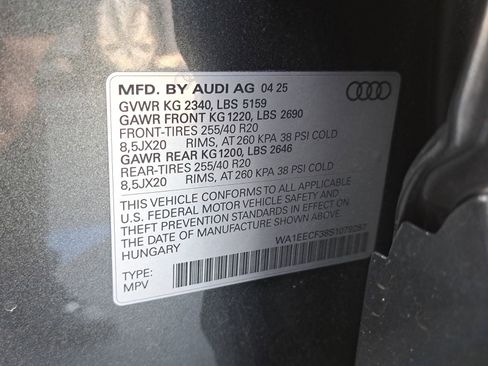 MFD. BY AUDI AG 04 25
GVWR KG 2340, LBS 5159
GAWR FRONT KG 1220, LBS 2690
FRONT-TIRES 255/40 R20
8,5JX20 RIMS, AT 260 KPA 38 PSI COLD
GAWR REAR KG 1200, LBS 2646
REAR-TIRES 255/40 R20
8,5JX20 RIMS, AT 260 KPA 38 PSI COLD
THIS VEHICLE CONFORMS TO ALL APPLICABLE
U.S. FEDERAL MOTOR VEHICLE SAFETY AND
THEFT PREVENTION STANDARDS IN EFFECT ON
THE DATE OF MANUFACTURE SHOWN ABOVE.
HUNGARY
WA1EECF38S1079287
TYPE:
MPV